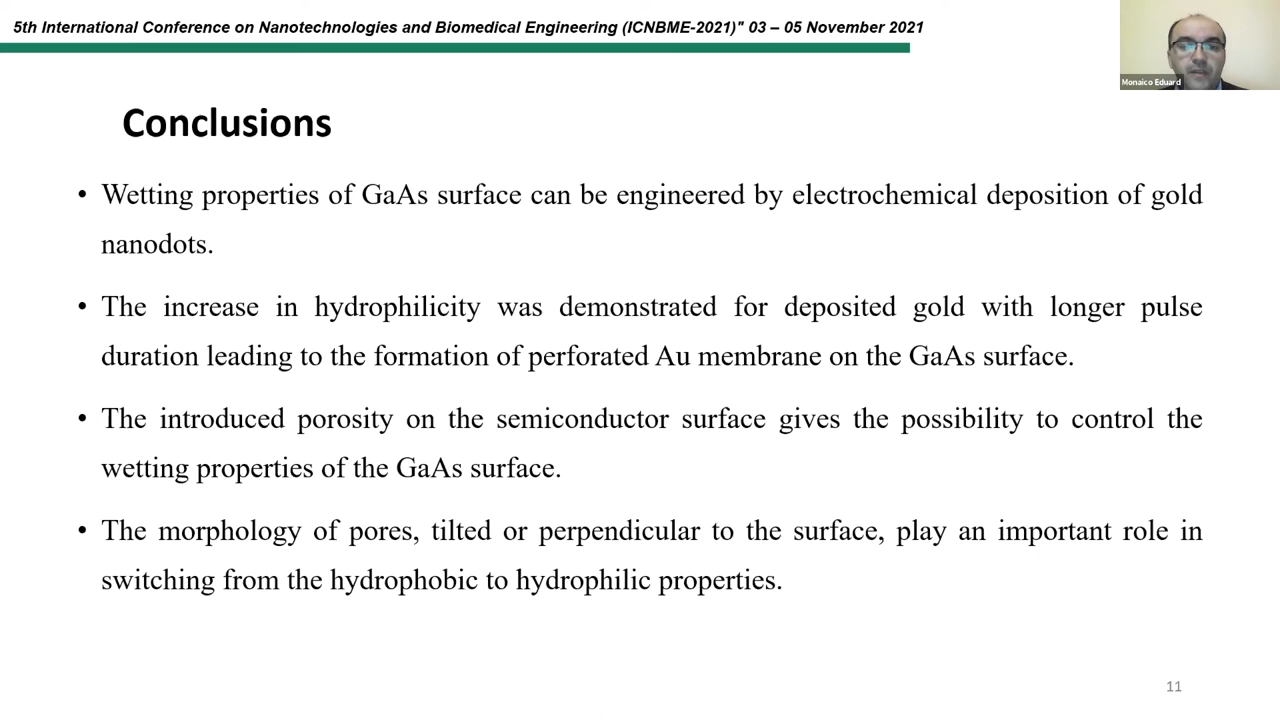 5th International Conference on Nanotechnologies and Biomedical Engineering (ICNBME-2021)" 03 – 05 November 2021
Monaico Eduard
Conclusions
• Wetting properties of GaAs surface can be engineered by electrochemical deposition of gold
nanodots.
• The increase in hydrophilicity was demonstrated for deposited gold with longer pulse
duration leading to the formation of perforated Au membrane on the GaAs surface.
• The introduced porosity on the semiconductor surface gives the possibility to control the
wetting properties of the GaAs surface.
• The morphology of pores, tilted or perpendicular to the surface, play an important role in
switching from the hydrophobic to hydrophilic properties.
11